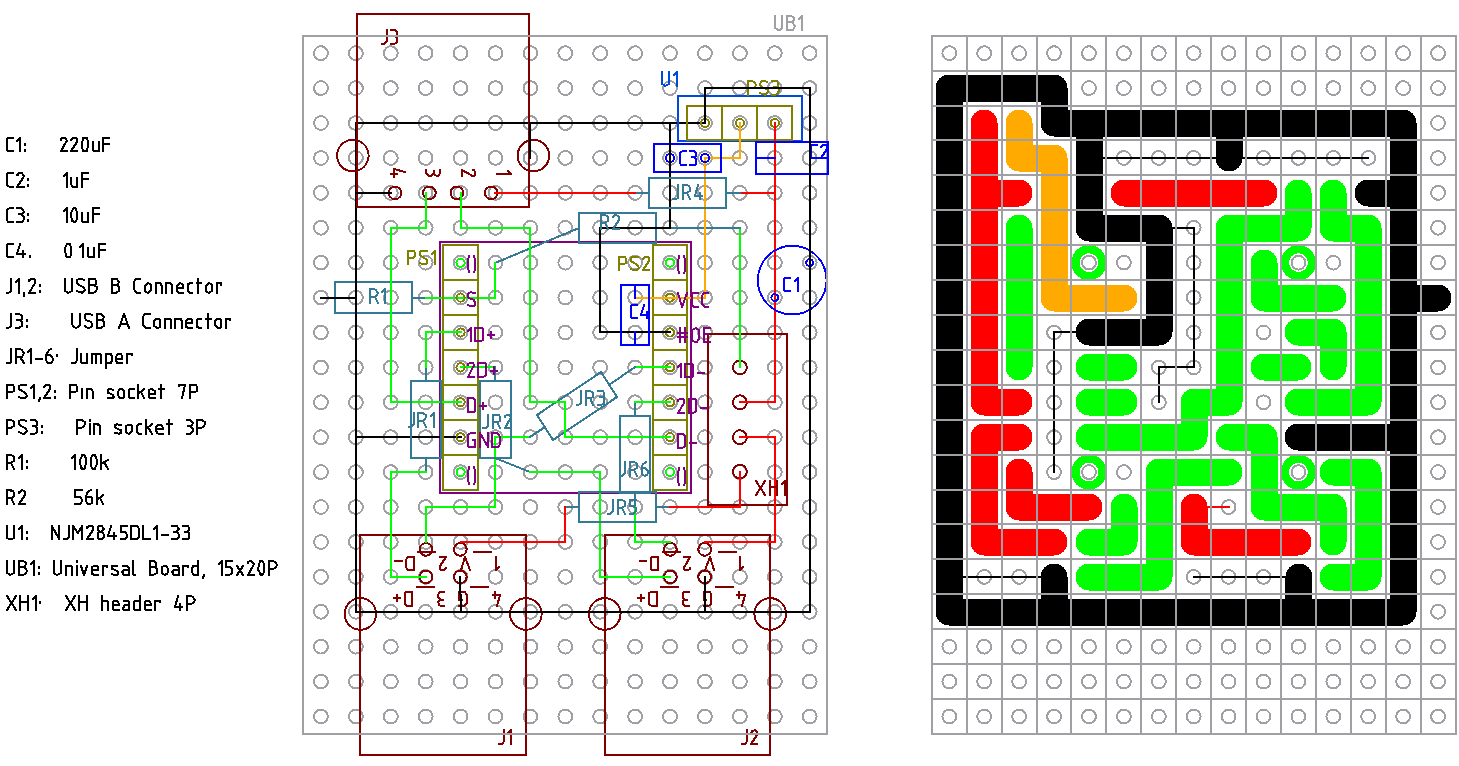 UB1
J3
U1
PS3
C1: 220uF
C2: 1uF
C3: 10uF
C4. 0 1uF
J1,2: USB B Connector
J3: USB A Connector
JR1-6· Jumper
PS1,2: Pin socket 7P
PS3: Pin socket 3P
R1: 100k
R2 56k
U1: NJM2845DL1-33
UB1: Universal Board, 15x20P
XH1· XH header 4P
C3
C2
4 3 2 1
JR4
R2
PS1
()
PS2
()
R1
S
VCC
C1
C4
1D+
#OE
2D+
1D-
JR3
D+
2D-
JR1
JR2
GND
D-
()
JR6
()
XH1
JR5
D- 2 V 1
D- 2 V 1
D+ 3 G 4
D+ 3 G 4
J1
J2